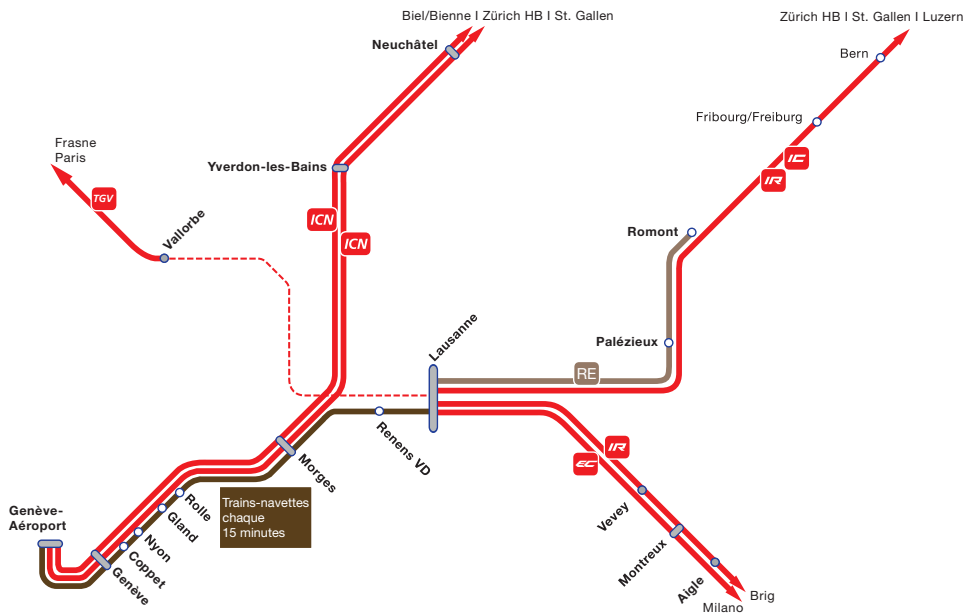 Biel/Bienne I Zürich HB I St. Gallen
Zürich HB I St. Gallen I Luzern
Neuchâtel
Bern
Fribourg/Freiburg
Frasne
Paris
Yverdon-les-Bains
IC
IR
TGV
ICN
ICN
Vallorbe
Romont
Lausanne
Palézieux
RE
Renens VD
IR
EC
Morges
Rolle
Gland
Nyon
Coppet
Genève
Trains-navettes
chaque
15 minutes
Genève-
Aéroport
Vevey
Montreux
Aigle
Brig
Milano